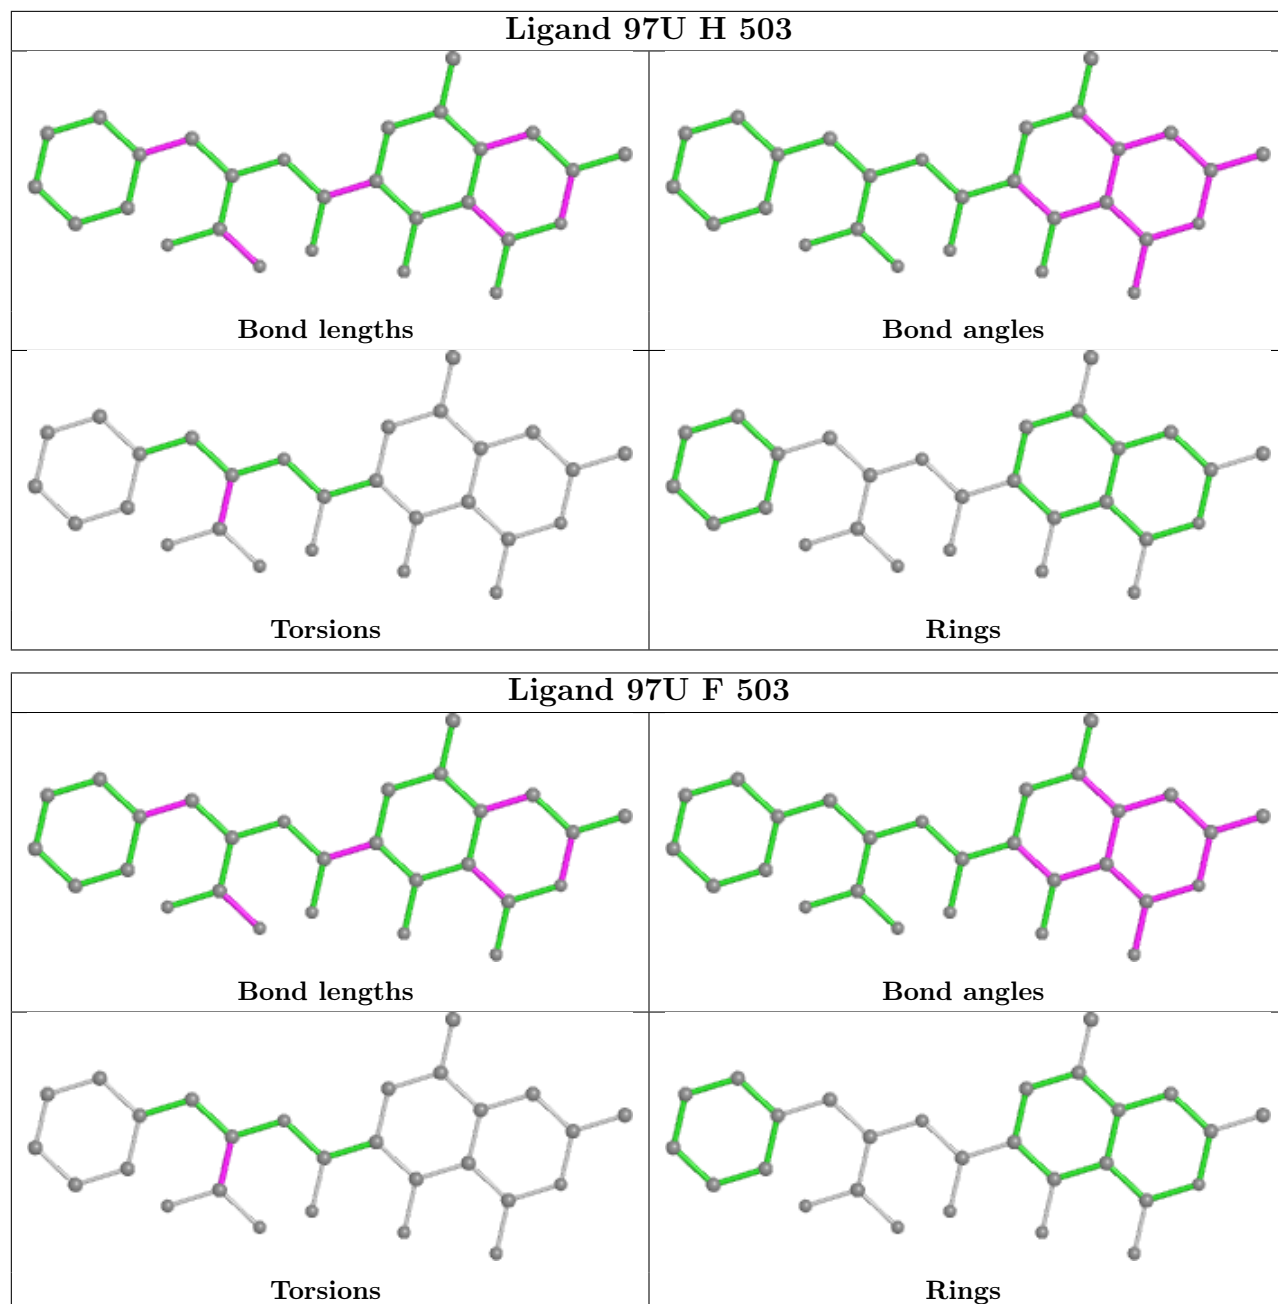 Ligand 97U H 503
Bond lengths
Bond angles
Torsions
Rings
Ligand 97U F 503
Bond lengths
Bond angles
Torsions
Rings